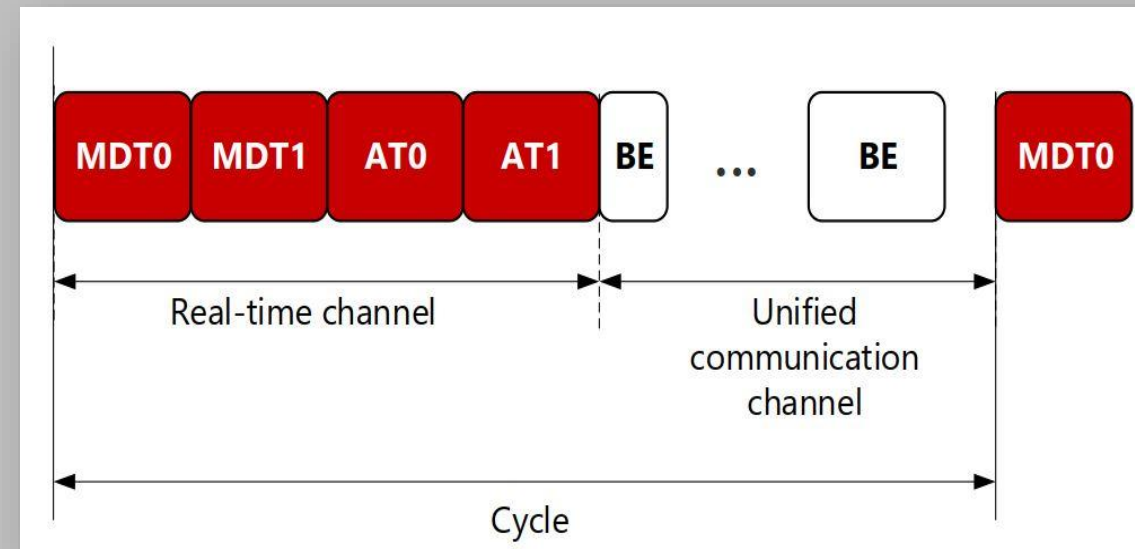 MDT0 MDT1 AT0 AT1 BE ... BE MDT0
Real-time channel
Unified
communication
channel
Cycle